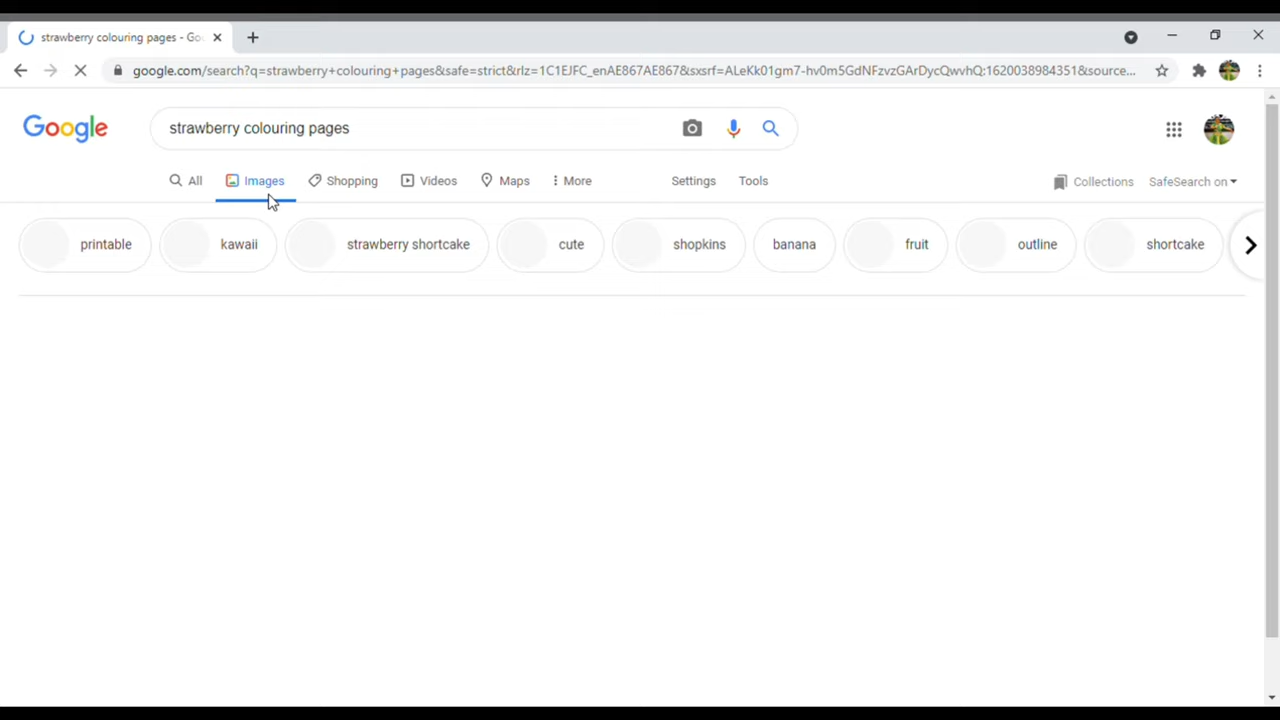 strawberry colouring pages - Goo
google.com/search?q=strawberry+colouring+pages&safe=strict&rlz=1C1EJFC_enAE867AE867&sxsrf=ALeKk01gm7-hv0m5GdNFzvzGArDycQwvhQ:1620038984351&source...
Google strawberry colouring pages
All Images Shopping Videos Maps More Settings Tools Collections SafeSearch on
printable kawaii strawberry shortcake cute shopkins banana fruit outline shortcake